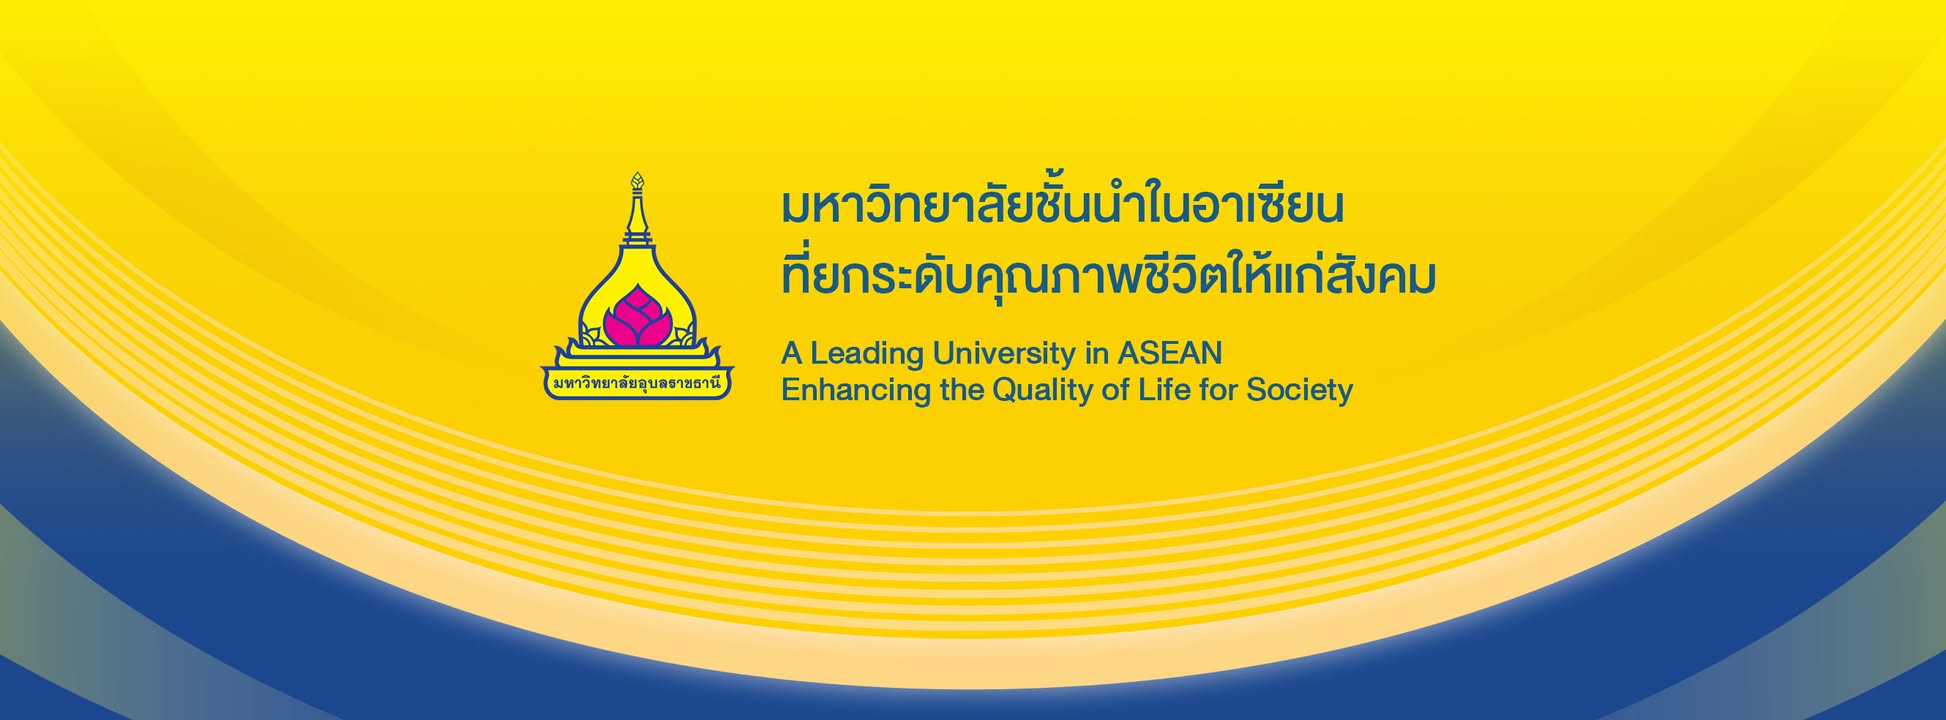 มหาวิทยาลัยอุบลราชธานี
มหาวิทยาลัยชั้นนำในอาเซียน
ที่ยกระดับคุณภาพชีวิตให้แก่สังคม
A Leading University in ASEAN
Enhancing the Quality of Life for Society